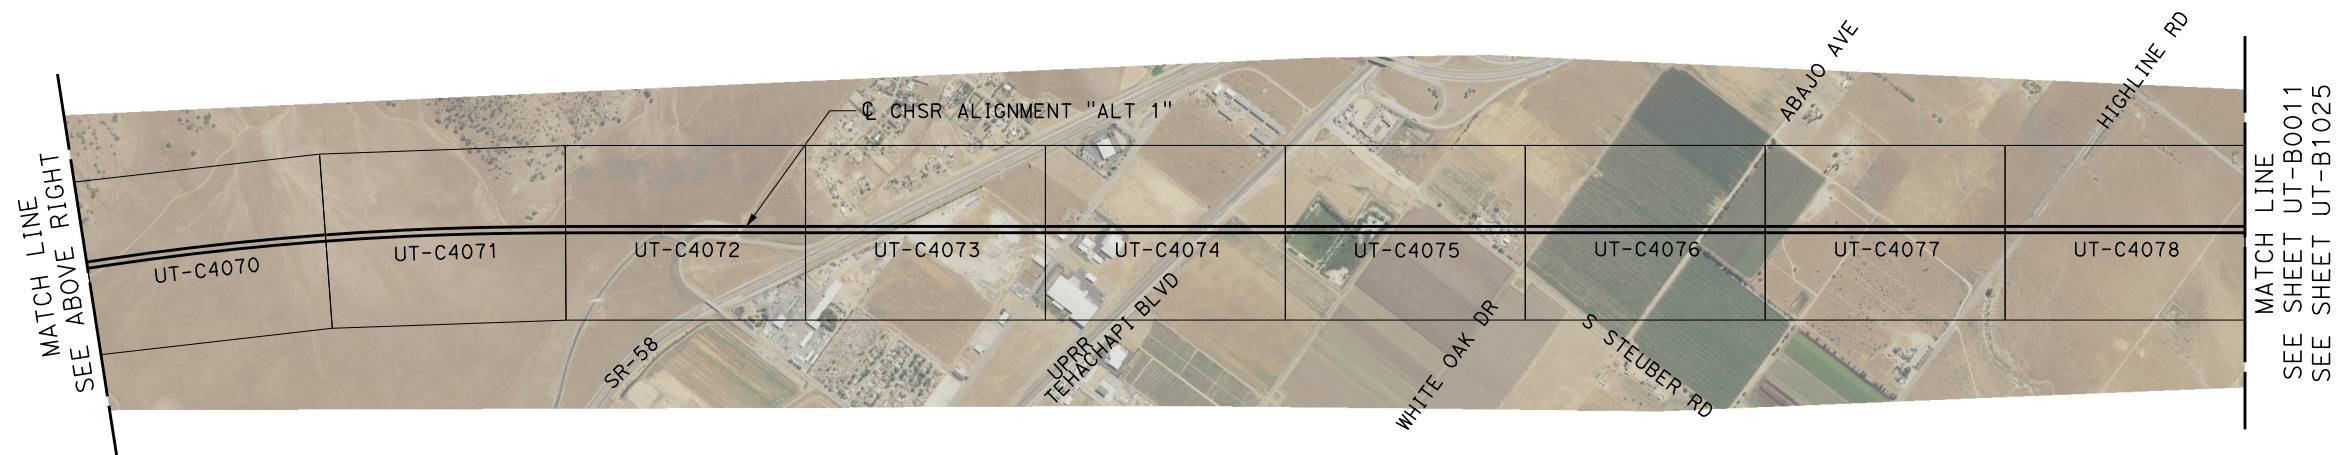 MATCH LINE
SEE ABOVE RIGHT
℄ CHSR ALIGNMENT "ALT 1"
ABAJO AVE
HIGHLINE RD
UT-C4070
UT-C4071
UT-C4072
UT-C4073
UT-C4074
UT-C4075
UT-C4076
UT-C4077
UT-C4078
SR-58
UPRR
TEHACHAPI BLVD
WHITE OAK DR
S STEUBER RD
MATCH LINE
SEE SHEET UT-B0011
SEE SHEET UT-B1025